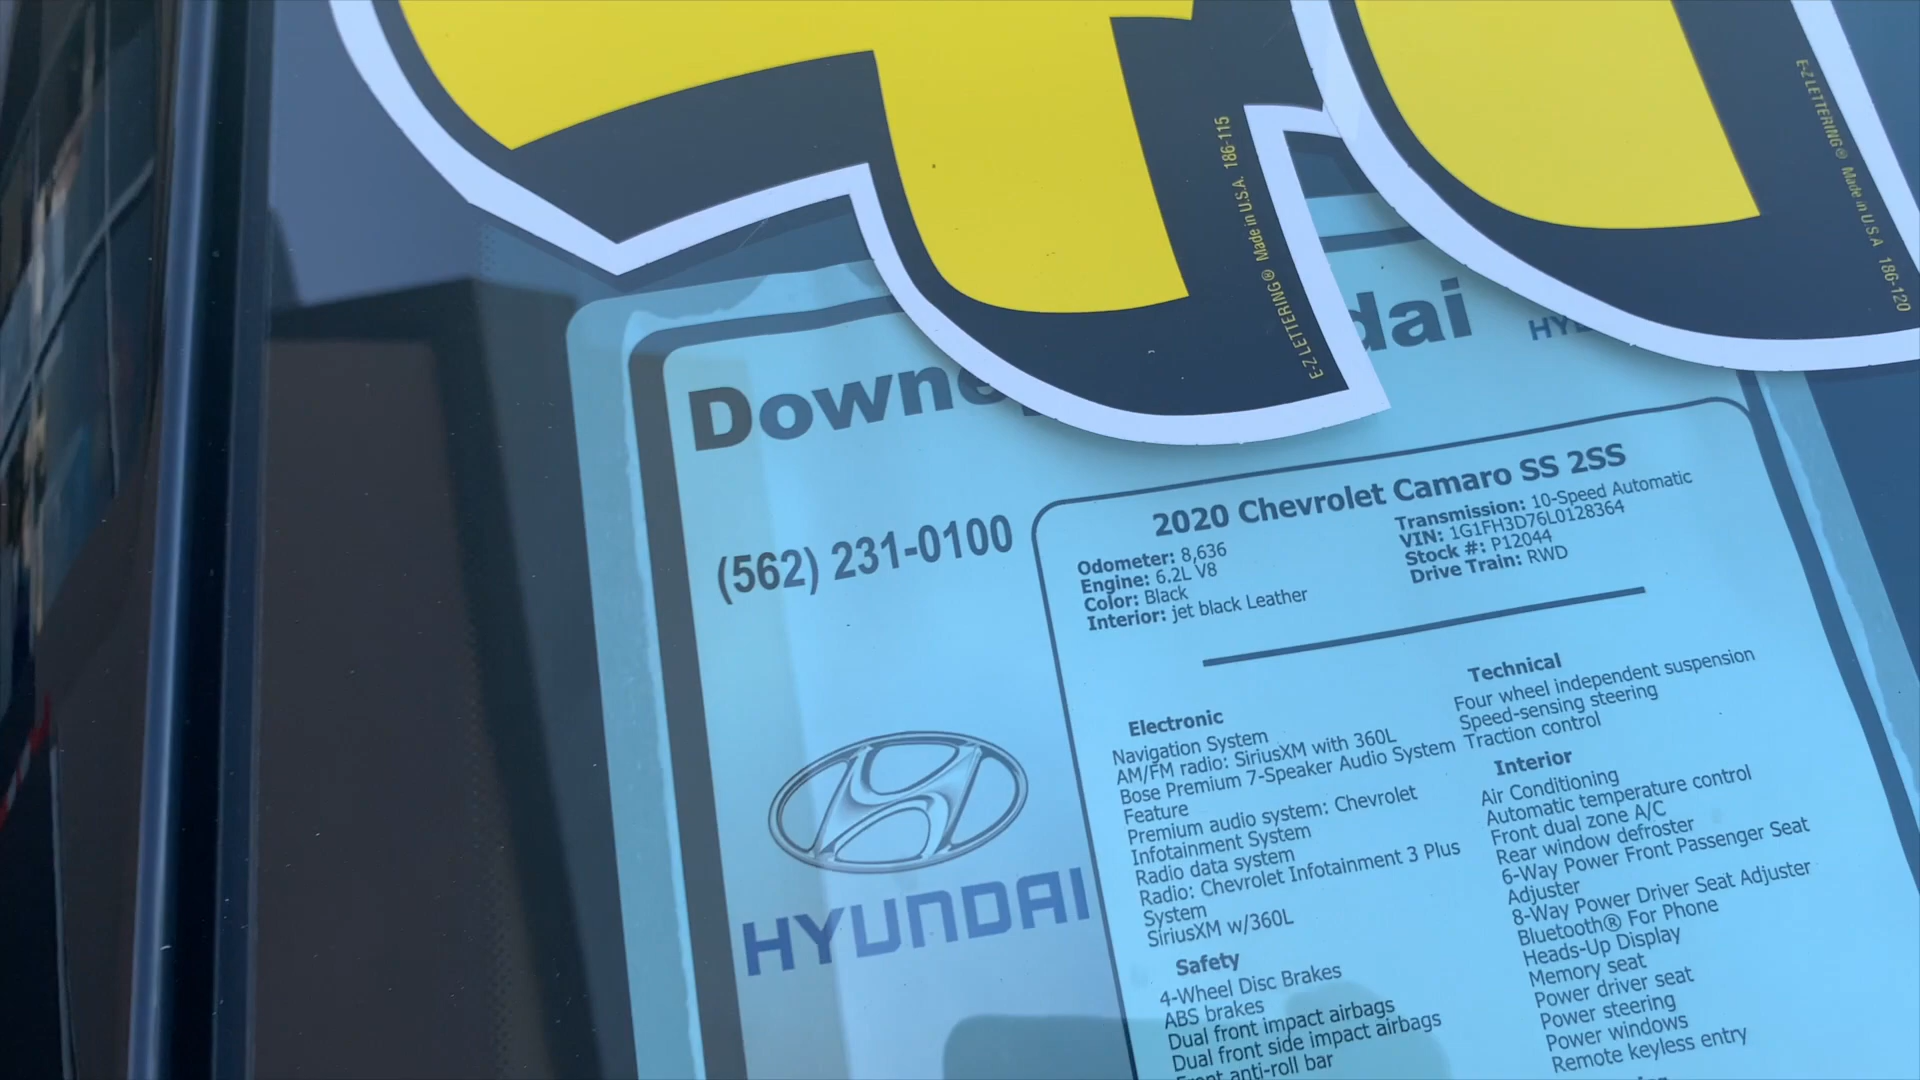 E-Z LETTERING® Made in U.S.A. 186-115
E-Z LETTERING® Made in U S A 186-120
dai
(562) 231-0100
HYUNDAI
2020 Chevrolet Camaro SS 2SS
Odometer: 8,636
Engine: 6.2L V8
Color: Black
Interior: jet black Leather
Transmission: 10-Speed Automatic
VIN: 1G1FH3D76L0128364
Stock #: P12044
Drive Train: RWD
Electronic
Navigation System
AM/FM radio: SiriusXM with 360L
Bose Premium 7-Speaker Audio System
Feature
Premium audio system: Chevrolet
Infotainment System
Radio data system
Radio: Chevrolet Infotainment 3 Plus
System
SiriusXM w/360L
Safety
4-Wheel Disc Brakes
ABS brakes
Dual front impact airbags
Dual front side impact airbags
Front anti-roll bar
Technical
Four wheel independent suspension
Speed-sensing steering
Traction control
Interior
Air Conditioning
Automatic temperature control
Front dual zone A/C
Rear window defroster
6-Way Power Front Passenger Seat
Adjuster
8-Way Power Driver Seat Adjuster
Bluetooth® For Phone
Heads-Up Display
Memory seat
Power driver seat
Power steering
Power windows
Remote keyless entry